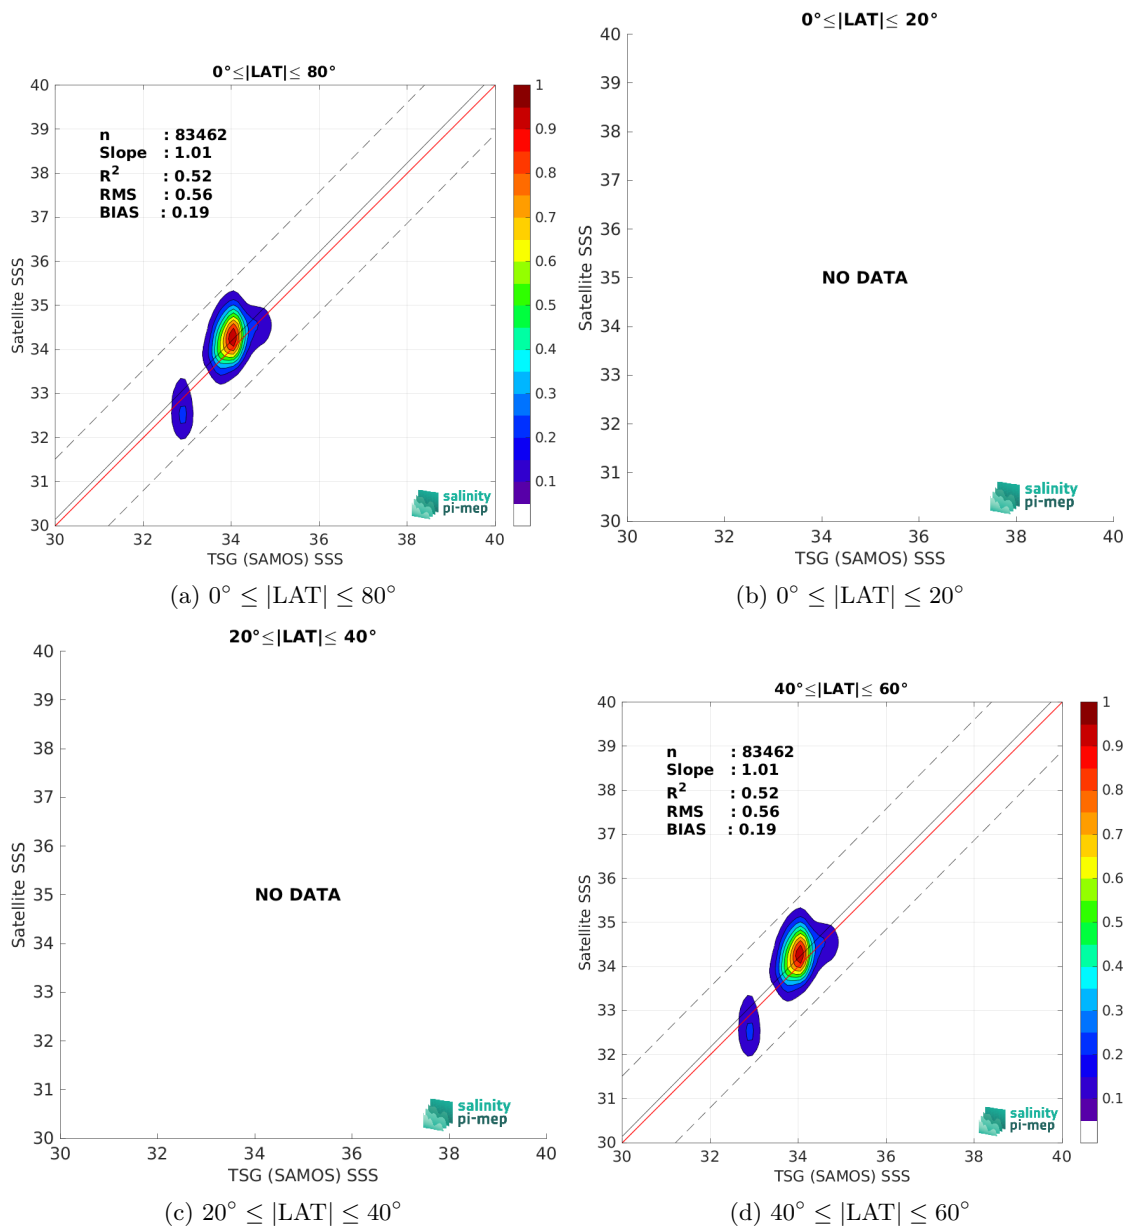 0°≤|LAT|≤ 80°
40
39
38
37
36
35
34
33
32
31
30
Satellite SSS
n : 83462
Slope : 1.01
R² : 0.52
RMS : 0.56
BIAS : 0.19
salinity
pi-mep
30 32 34 36 38 40
TSG (SAMOS) SSS
1
0.9
0.8
0.7
0.6
0.5
0.4
0.3
0.2
0.1
(a) 0° ≤ |LAT| ≤ 80°
0°≤|LAT|≤ 20°
40
39
38
37
36
35
34
33
32
31
30
Satellite SSS
NO DATA
salinity
pi-mep
30 32 34 36 38 40
TSG (SAMOS) SSS
(b) 0° ≤ |LAT| ≤ 20°
20°≤|LAT|≤ 40°
40
39
38
37
36
35
34
33
32
31
30
Satellite SSS
NO DATA
salinity
pi-mep
30 32 34 36 38 40
TSG (SAMOS) SSS
(c) 20° ≤ |LAT| ≤ 40°
40°≤|LAT|≤ 60°
40
39
38
37
36
35
34
33
32
31
30
Satellite SSS
n : 83462
Slope : 1.01
R² : 0.52
RMS : 0.56
BIAS : 0.19
salinity
pi-mep
30 32 34 36 38 40
TSG (SAMOS) SSS
1
0.9
0.8
0.7
0.6
0.5
0.4
0.3
0.2
0.1
(d) 40° ≤ |LAT| ≤ 60°